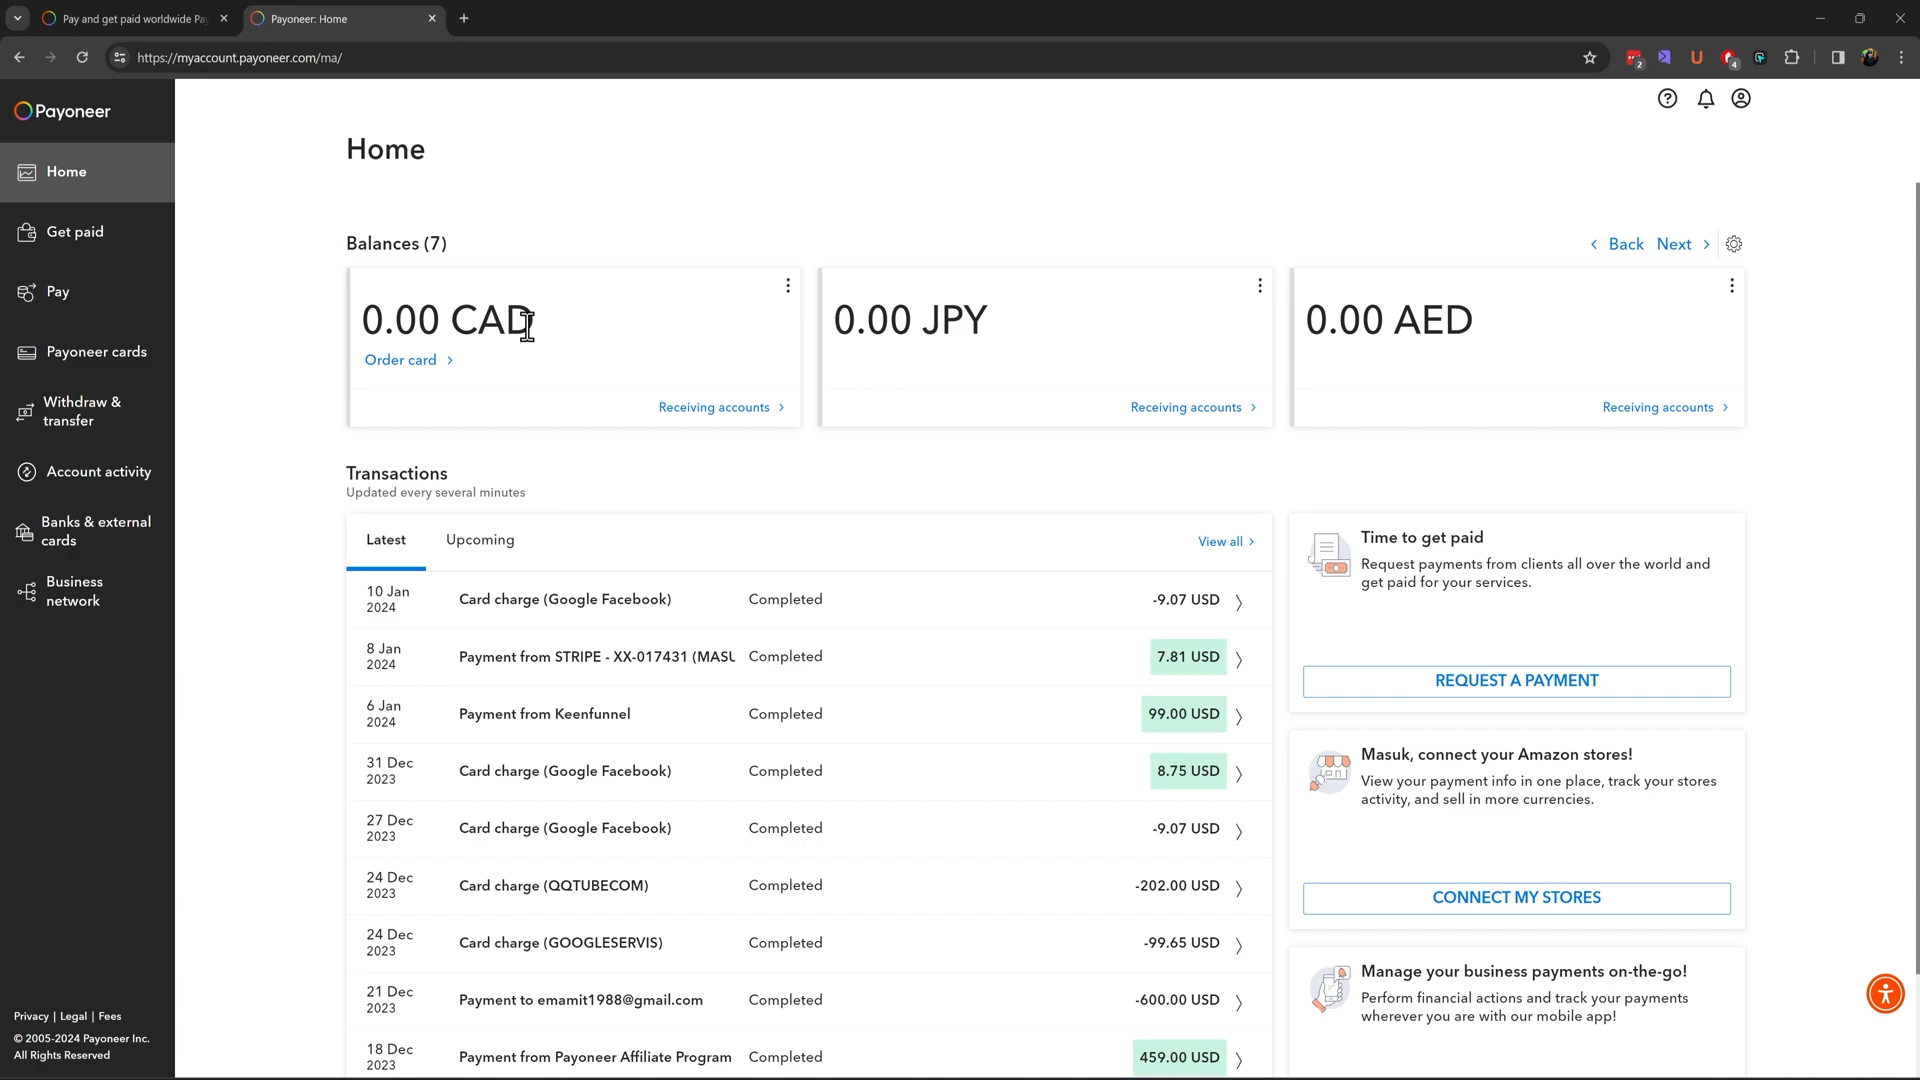 Pay and get paid worldwide Pa
Payoneer: Home
https://myaccount.payoneer.com/ma/
U
2
4
Payoneer
Home
Get paid
Pay
Payoneer cards
Withdraw &
transfer
Account activity
Banks & external
cards
Business
network
Privacy | Legal | Fees
© 2005-2024 Payoneer Inc.
All Rights Reserved
Home
Balances (7)
Back Next
0.00 CAD
Order card
Receiving accounts
0.00 JPY
Receiving accounts
0.00 AED
Receiving accounts
Transactions
Updated every several minutes
Latest Upcoming View all
10 Jan
2024
Card charge (Google Facebook) Completed -9.07 USD
8 Jan
2024
Payment from STRIPE - XX-017431 (MASU Completed 7.81 USD
6 Jan
2024
Payment from Keenfunnel Completed 99.00 USD
31 Dec
2023
Card charge (Google Facebook) Completed 8.75 USD
27 Dec
2023
Card charge (Google Facebook) Completed -9.07 USD
24 Dec
2023
Card charge (QQTUBECOM) Completed -202.00 USD
24 Dec
2023
Card charge (GOOGLESERVIS) Completed -99.65 USD
21 Dec
2023
Payment to emamit1988@gmail.com Completed -600.00 USD
18 Dec
2023
Payment from Payoneer Affiliate Program Completed 459.00 USD
Time to get paid
Request payments from clients all over the world and
get paid for your services.
REQUEST A PAYMENT
Masuk, connect your Amazon stores!
View your payment info in one place, track your stores
activity, and sell in more currencies.
CONNECT MY STORES
Manage your business payments on-the-go!
Perform financial actions and track your payments
wherever you are with our mobile app!